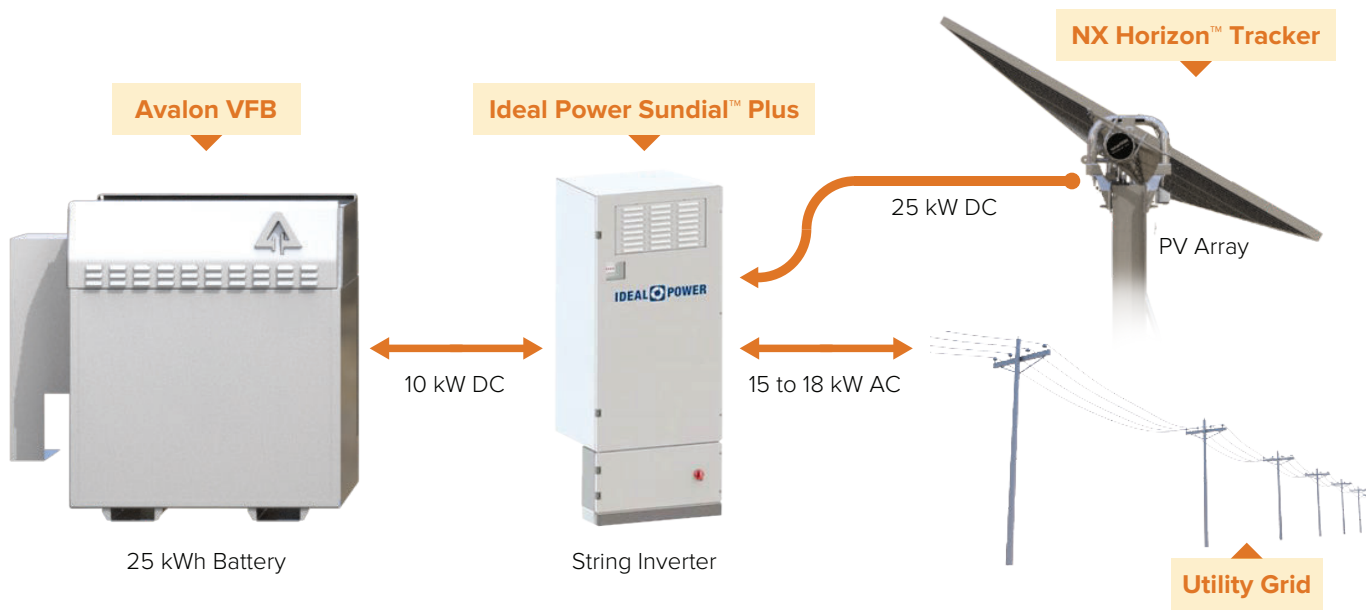 NX Horizon™ Tracker
Avalon VFB
Ideal Power Sundial™ Plus
25 kW DC
PV Array
IDEAL POWER
10 kW DC
15 to 18 kW AC
25 kWh Battery
String Inverter
Utility Grid